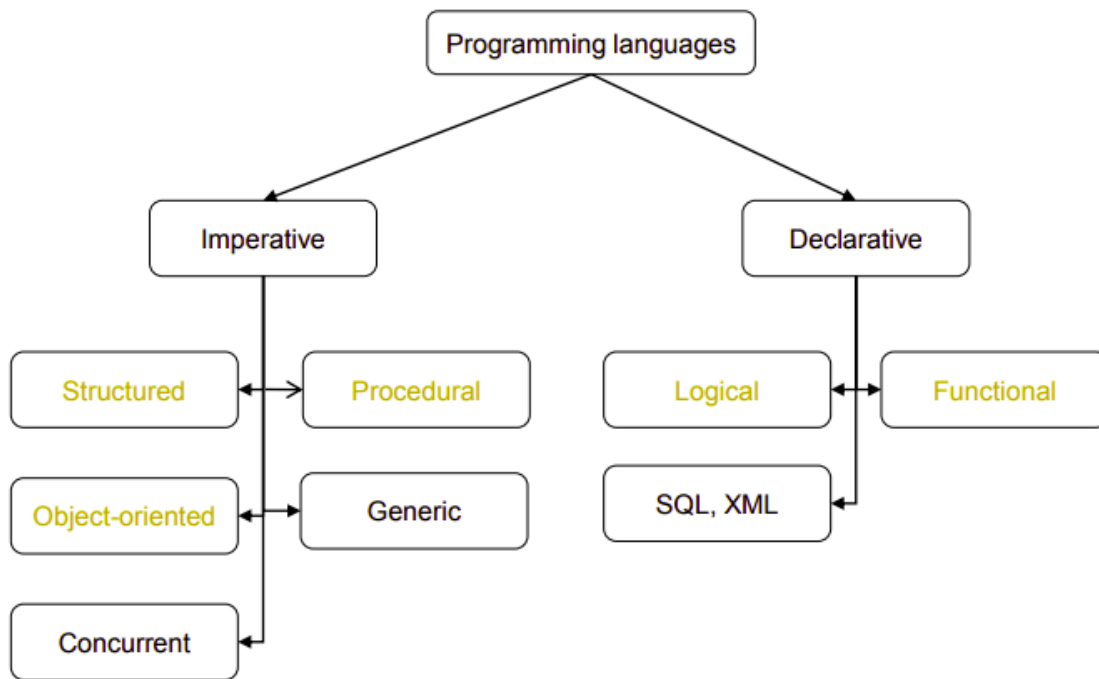 Programming languages
Imperative
Declarative
Structured
Procedural
Logical
Functional
Object-oriented
Generic
SQL, XML
Concurrent